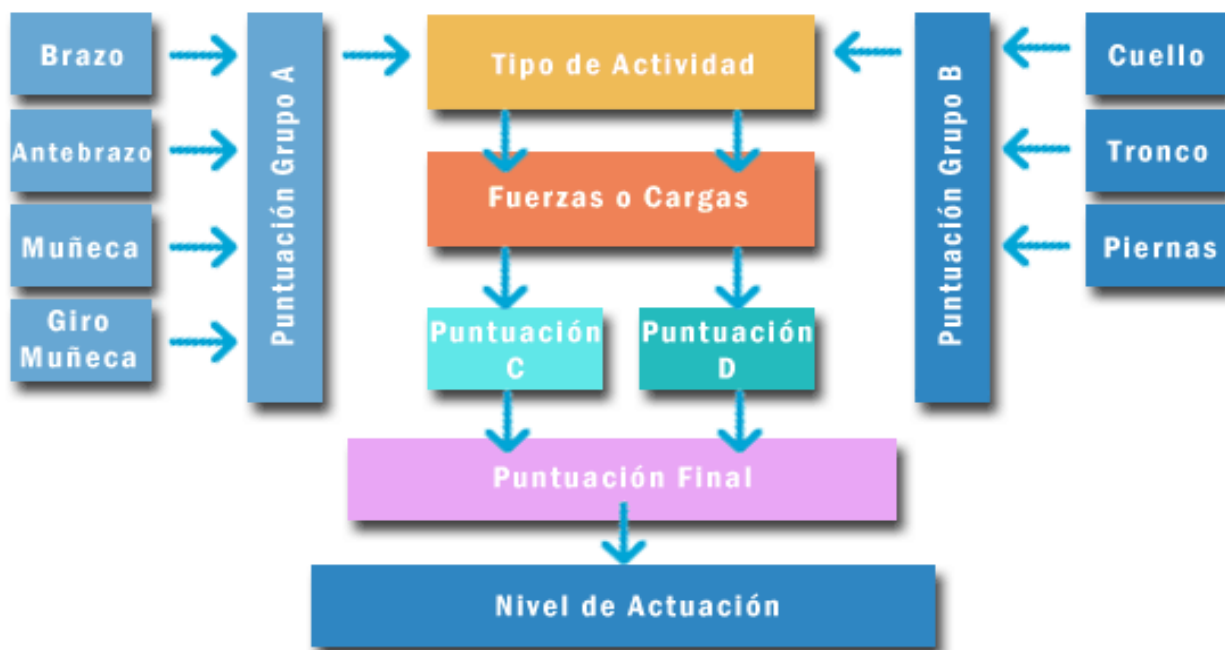 Brazo
Antebrazo
Muñeca
Giro
Muñeca
Puntuación Grupo A
Tipo de Actividad
Fuerzas o Cargas
Puntuación
C
Puntuación
D
Puntuación Final
Nivel de Actuación
Puntuación Grupo B
Cuello
Tronco
Piernas